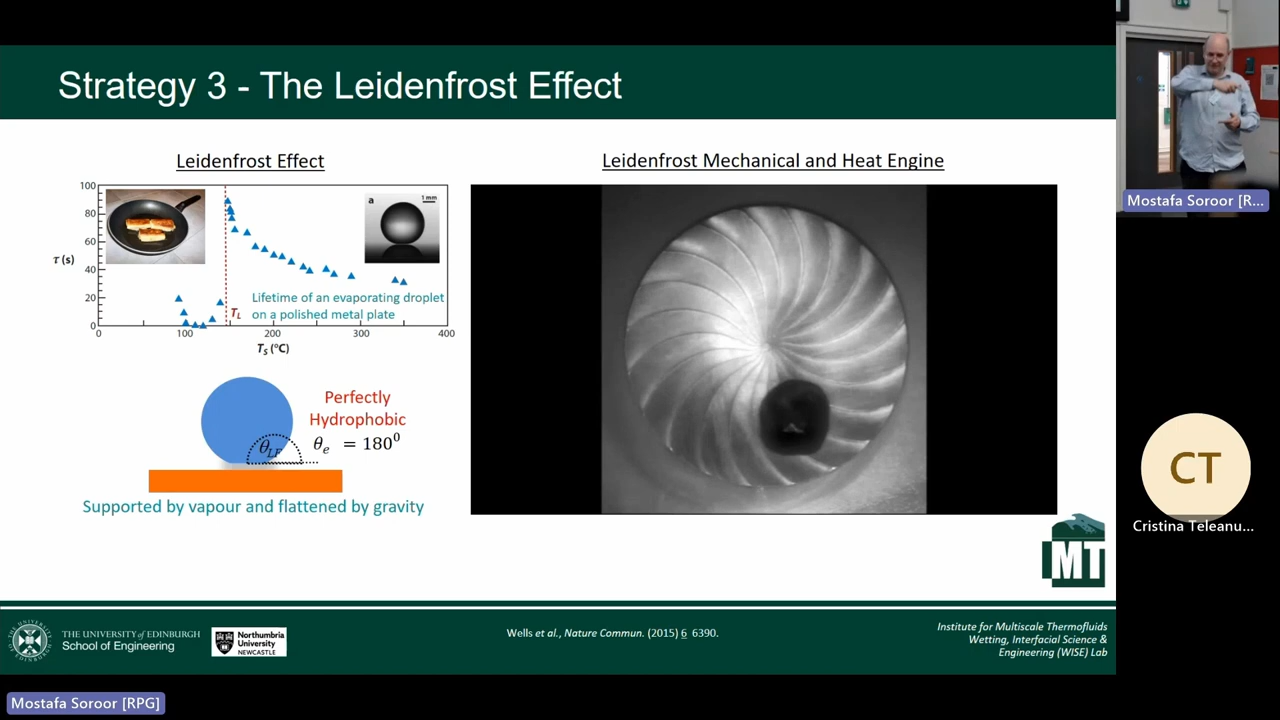 Strategy 3 - The Leidenfrost Effect
Leidenfrost Effect
100
80
60
40
20
0
τ (s)
0
100
200
300
400
T_S (°C)
T_L
a
1 mm
Lifetime of an evaporating droplet
on a polished metal plate
Perfectly
Hydrophobic
θ_e = 180⁰
θ_LF
Supported by vapour and flattened by gravity
Leidenfrost Mechanical and Heat Engine
MT
THE UNIVERSITY of EDINBURGH
School of Engineering
Northumbria
University
NEWCASTLE
Wells et al., Nature Commun. (2015) 6 6390.
Institute for Multiscale Thermofluids
Wetting, Interfacial Science &
Engineering (WISE) Lab
Mostafa Soroor [R...
CT
Cristina Teleanu...
Mostafa Soroor [RPG]